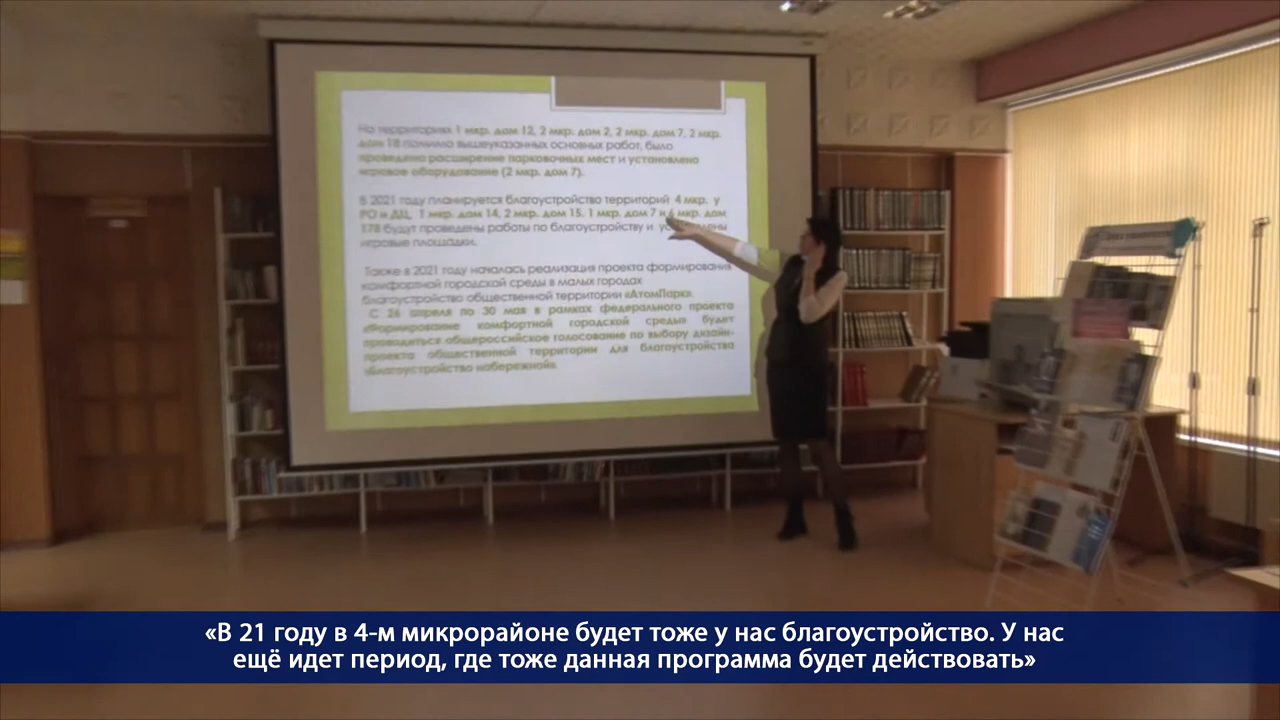 На территориях 1 мкр. дом 12, 2 мкр. дом 2, 2 мкр. дом 7, 2 мкр.
дом 18 помимо вышеуказанных основных работ, было
проведено расширение парковочных мест и установлено
игровое оборудование (2 мкр. дом 7).
В 2021 году планируется благоустройство территорий 4 мкр. у
РО и ДЦ, 1 мкр. дом 14, 2 мкр. дом 15. 1 мкр. дом 7 и 4 мкр. дом
17В будут проведены работы по благоустройству и
игровые площадки.
Также в 2021 году началась реализация проекта формирования
комфортной городской среды в малых городах
благоустройство общественной территории «АтомПарк».
С 26 апреля по 30 мая в рамках федерального проекта
«Формирование комфортной городской среды» будет
проводиться общероссийское голосование по выбору дизайн-
проекта общественной территории для благоустройства
«Благоустройство набережной».
«В 21 году в 4-м микрорайоне будет тоже у нас благоустройство. У нас
ещё идет период, где тоже данная программа будет действовать»